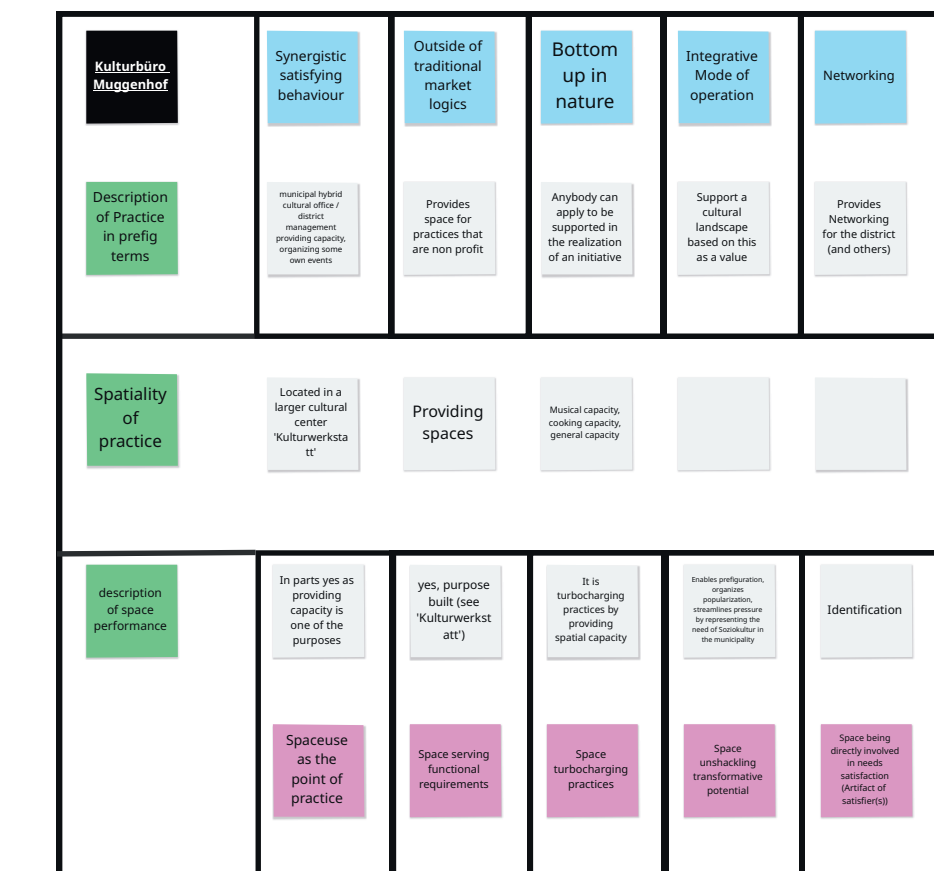 Kulturbüro
Muggenhof
Synergistic
satisfying
behaviour
Outside of
traditional
market
logics
Bottom
up in
nature
Integrative
Mode of
operation
Networking
Description
of Practice
in prefig
terms
municipal hybrid
cultural office /
district
management
providing capacity,
organizing some
own events
Provides
space for
practices that
are non profit
Anybody can
apply to be
supported in
the realization
of an initiative
Support a
cultural
landscape
based on this
as a value
Provides
Networking
for the district
(and others)
Spatiality
of
practice
Located in a
larger cultural
center
'Kulturwerksta
tt'
Providing
spaces
Musical capacity,
cooking capacity,
general capacity
description
of space
performance
In parts yes as
providing
capacity is
one of the
purposes
yes, purpose
built (see
'Kulturwerkst
att')
It is
turbocharging
practices by
providing
spatial capacity
Enables prefiguration,
organizes
popularization,
streamlines pressure
by representing the
need of Soziokultur in
the municipality
Identification
Spaceuse
as the
point of
practice
Space serving
functional
requirements
Space
turbocharging
practices
Space
unshackling
transformative
potential
Space being
directly involved
in needs
satisfaction
(Artifact of
satisfier(s))